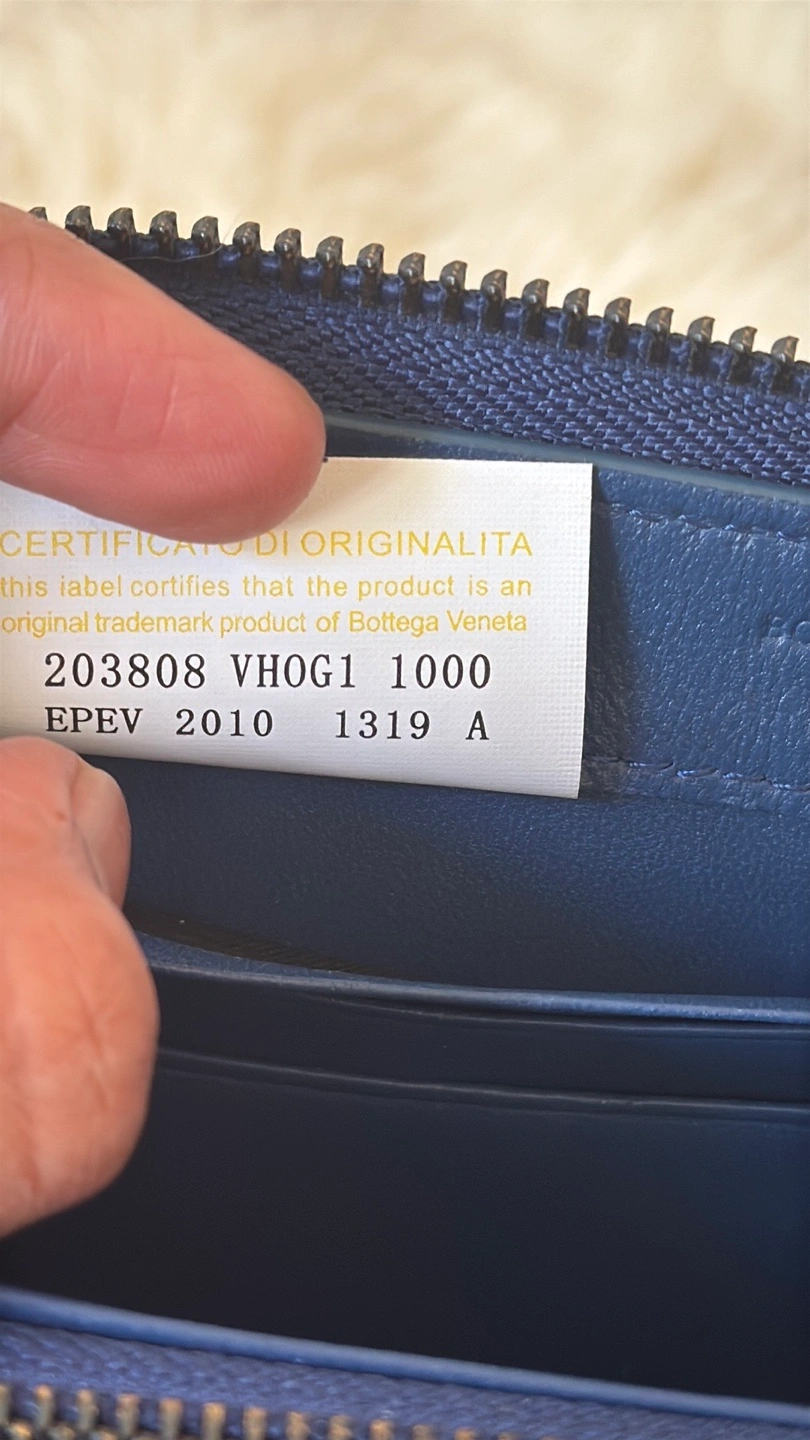 CERTIFICATO DI ORIGINALITA
this iabel certifies that the product is an
original trademark product of Bottega Veneta
203808 VHOG1 1000
EPEV 2010 1319 A